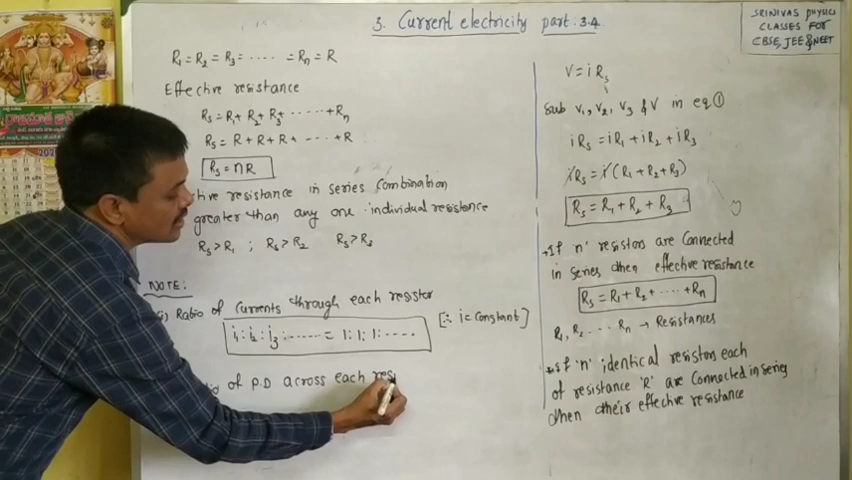 3. Current electricity part-3.4
SRINIVAS PHYSICS
CLASSES FOR
CBSE, JEE & NEET
R₁ = R₂ = R₃ = ..... = Rₙ = R
Effective resistance
Rs = R₁ + R₂ + R₃ + ...... + Rₙ
Rs = R + R + R + .... + R
Rs = nR
resistance in series combination
greater than any one individual resistance
Rs > R₁ ; Rs > R₂ Rs > R₃
NOTE:
Ratio of currents through each resistor
i₁ : i₂ : i₃ : ...... = 1 : 1 : 1 : ..... [∴ i = constant]
of P.D across each resi
V = i Rs
Sub V₁, V₂, V₃ & V in eq ①
i Rs = iR₁ + iR₂ + iR₃
iRs = i (R₁ + R₂ + R₃)
Rs = R₁ + R₂ + R₃
If 'n' resistors are Connected
in series then effective resistance
Rs = R₁ + R₂ + ..... + Rₙ
R₁, R₂ ... Rₙ → Resistances
If 'n' identical resistors each
of resistance 'R' are Connected in series
then their effective resistance